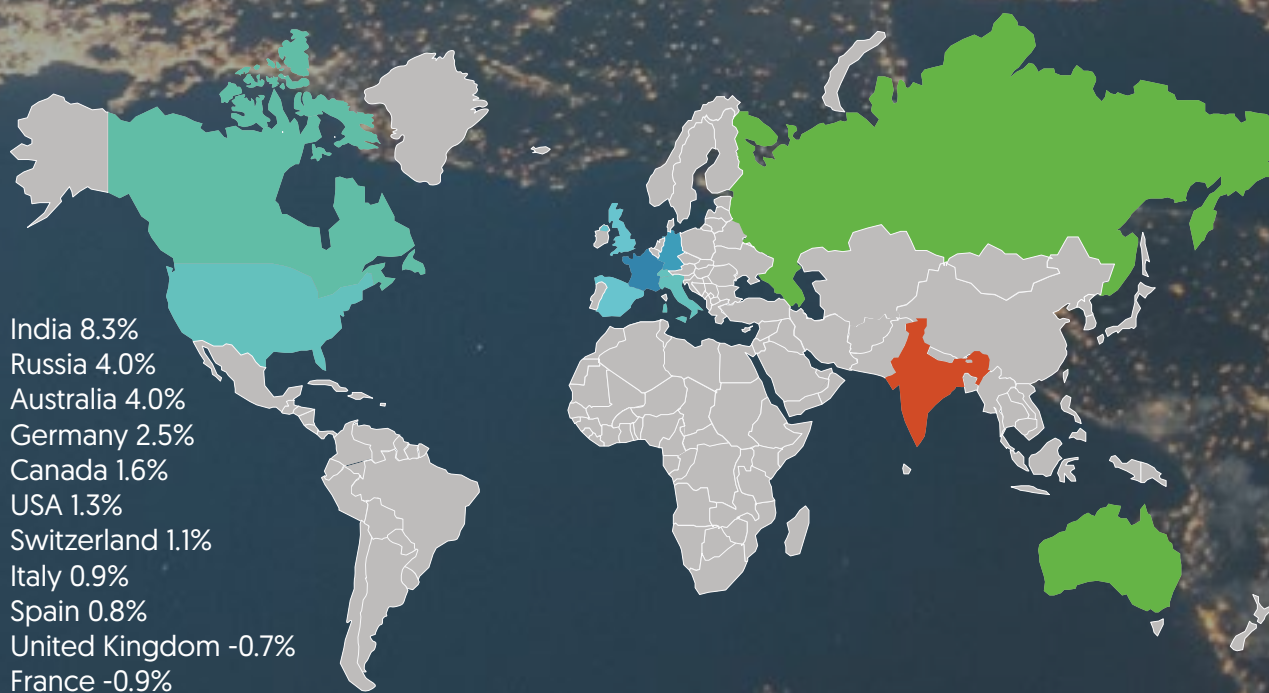 India 8.3%
Russia 4.0%
Australia 4.0%
Germany 2.5%
Canada 1.6%
USA 1.3%
Switzerland 1.1%
Italy 0.9%
Spain 0.8%
United Kingdom -0.7%
France -0.9%